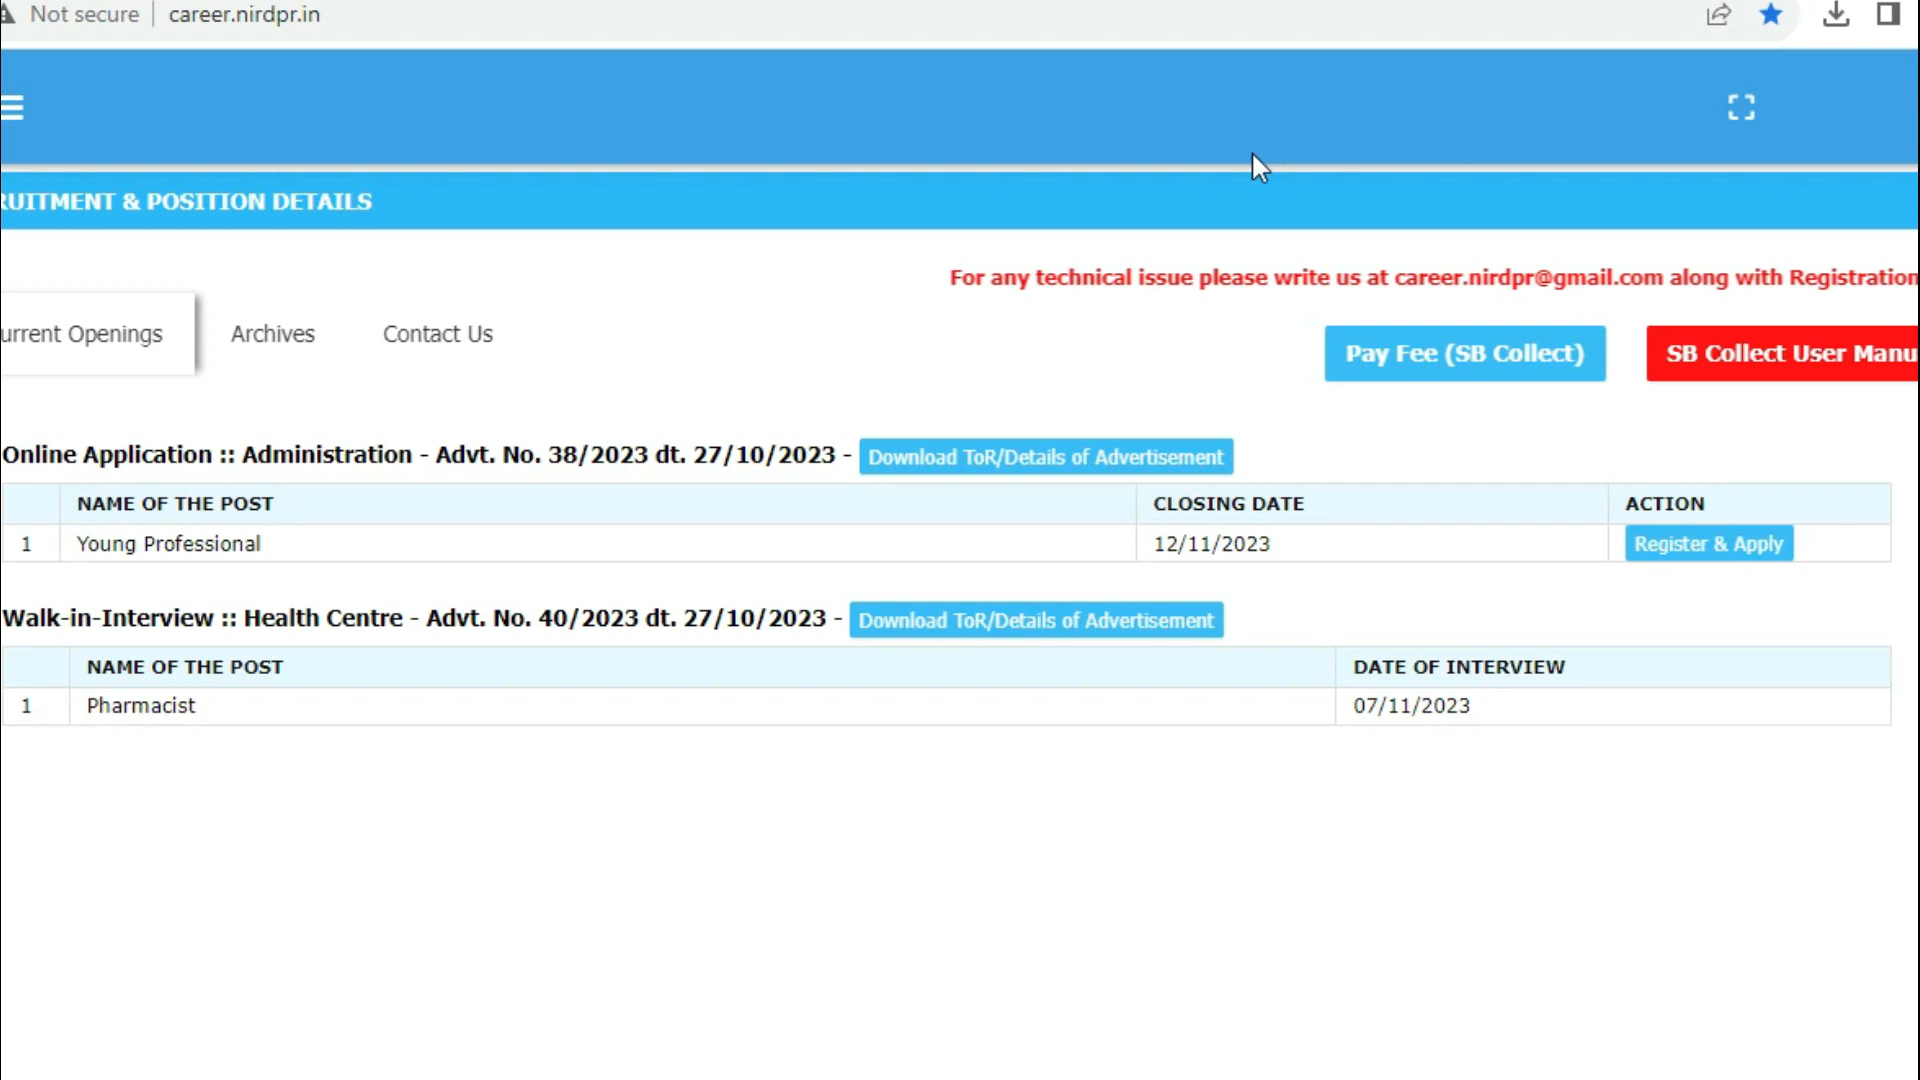 Not secure career.nirdpr.in
RUITMENT & POSITION DETAILS
For any technical issue please write us at career.nirdpr@gmail.com along with Registration
urrent Openings Archives Contact Us
Pay Fee (SB Collect) SB Collect User Manu
Online Application :: Administration - Advt. No. 38/2023 dt. 27/10/2023 - Download ToR/Details of Advertisement
NAME OF THE POST CLOSING DATE ACTION
1 Young Professional 12/11/2023 Register & Apply
Walk-in-Interview :: Health Centre - Advt. No. 40/2023 dt. 27/10/2023 - Download ToR/Details of Advertisement
NAME OF THE POST DATE OF INTERVIEW
1 Pharmacist 07/11/2023